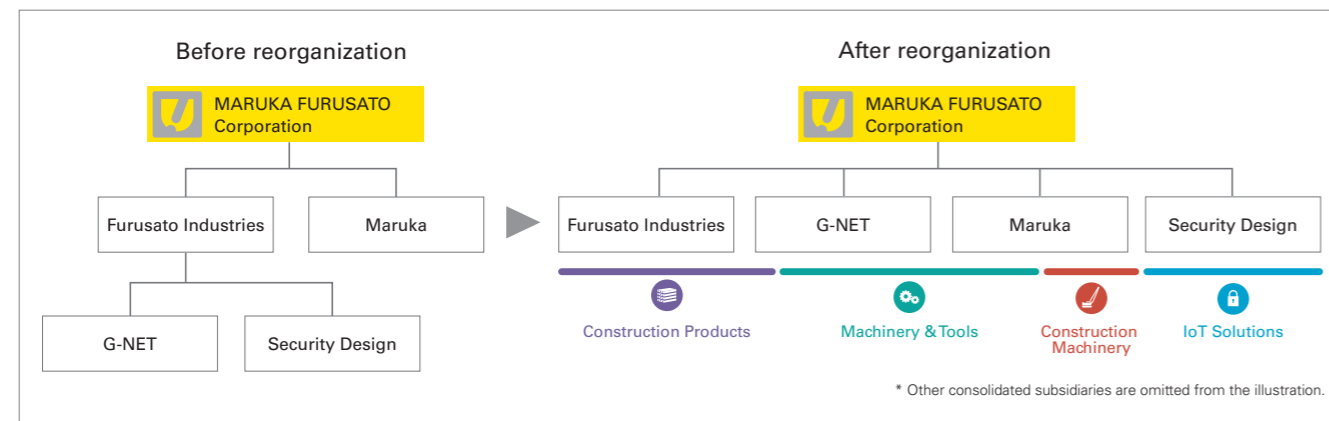 Before reorganization
MARUKA FURUSATO
Corporation
Furusato Industries
Maruka
G-NET
Security Design
After reorganization
MARUKA FURUSATO
Corporation
Furusato Industries
G-NET
Maruka
Security Design
Construction Products
Machinery & Tools
Construction
Machinery
IoT Solutions
* Other consolidated subsidiaries are omitted from the illustration.